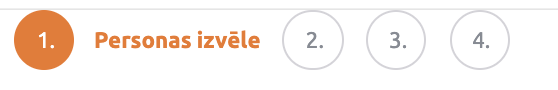 1. Personas izvēle 2. 3. 4.